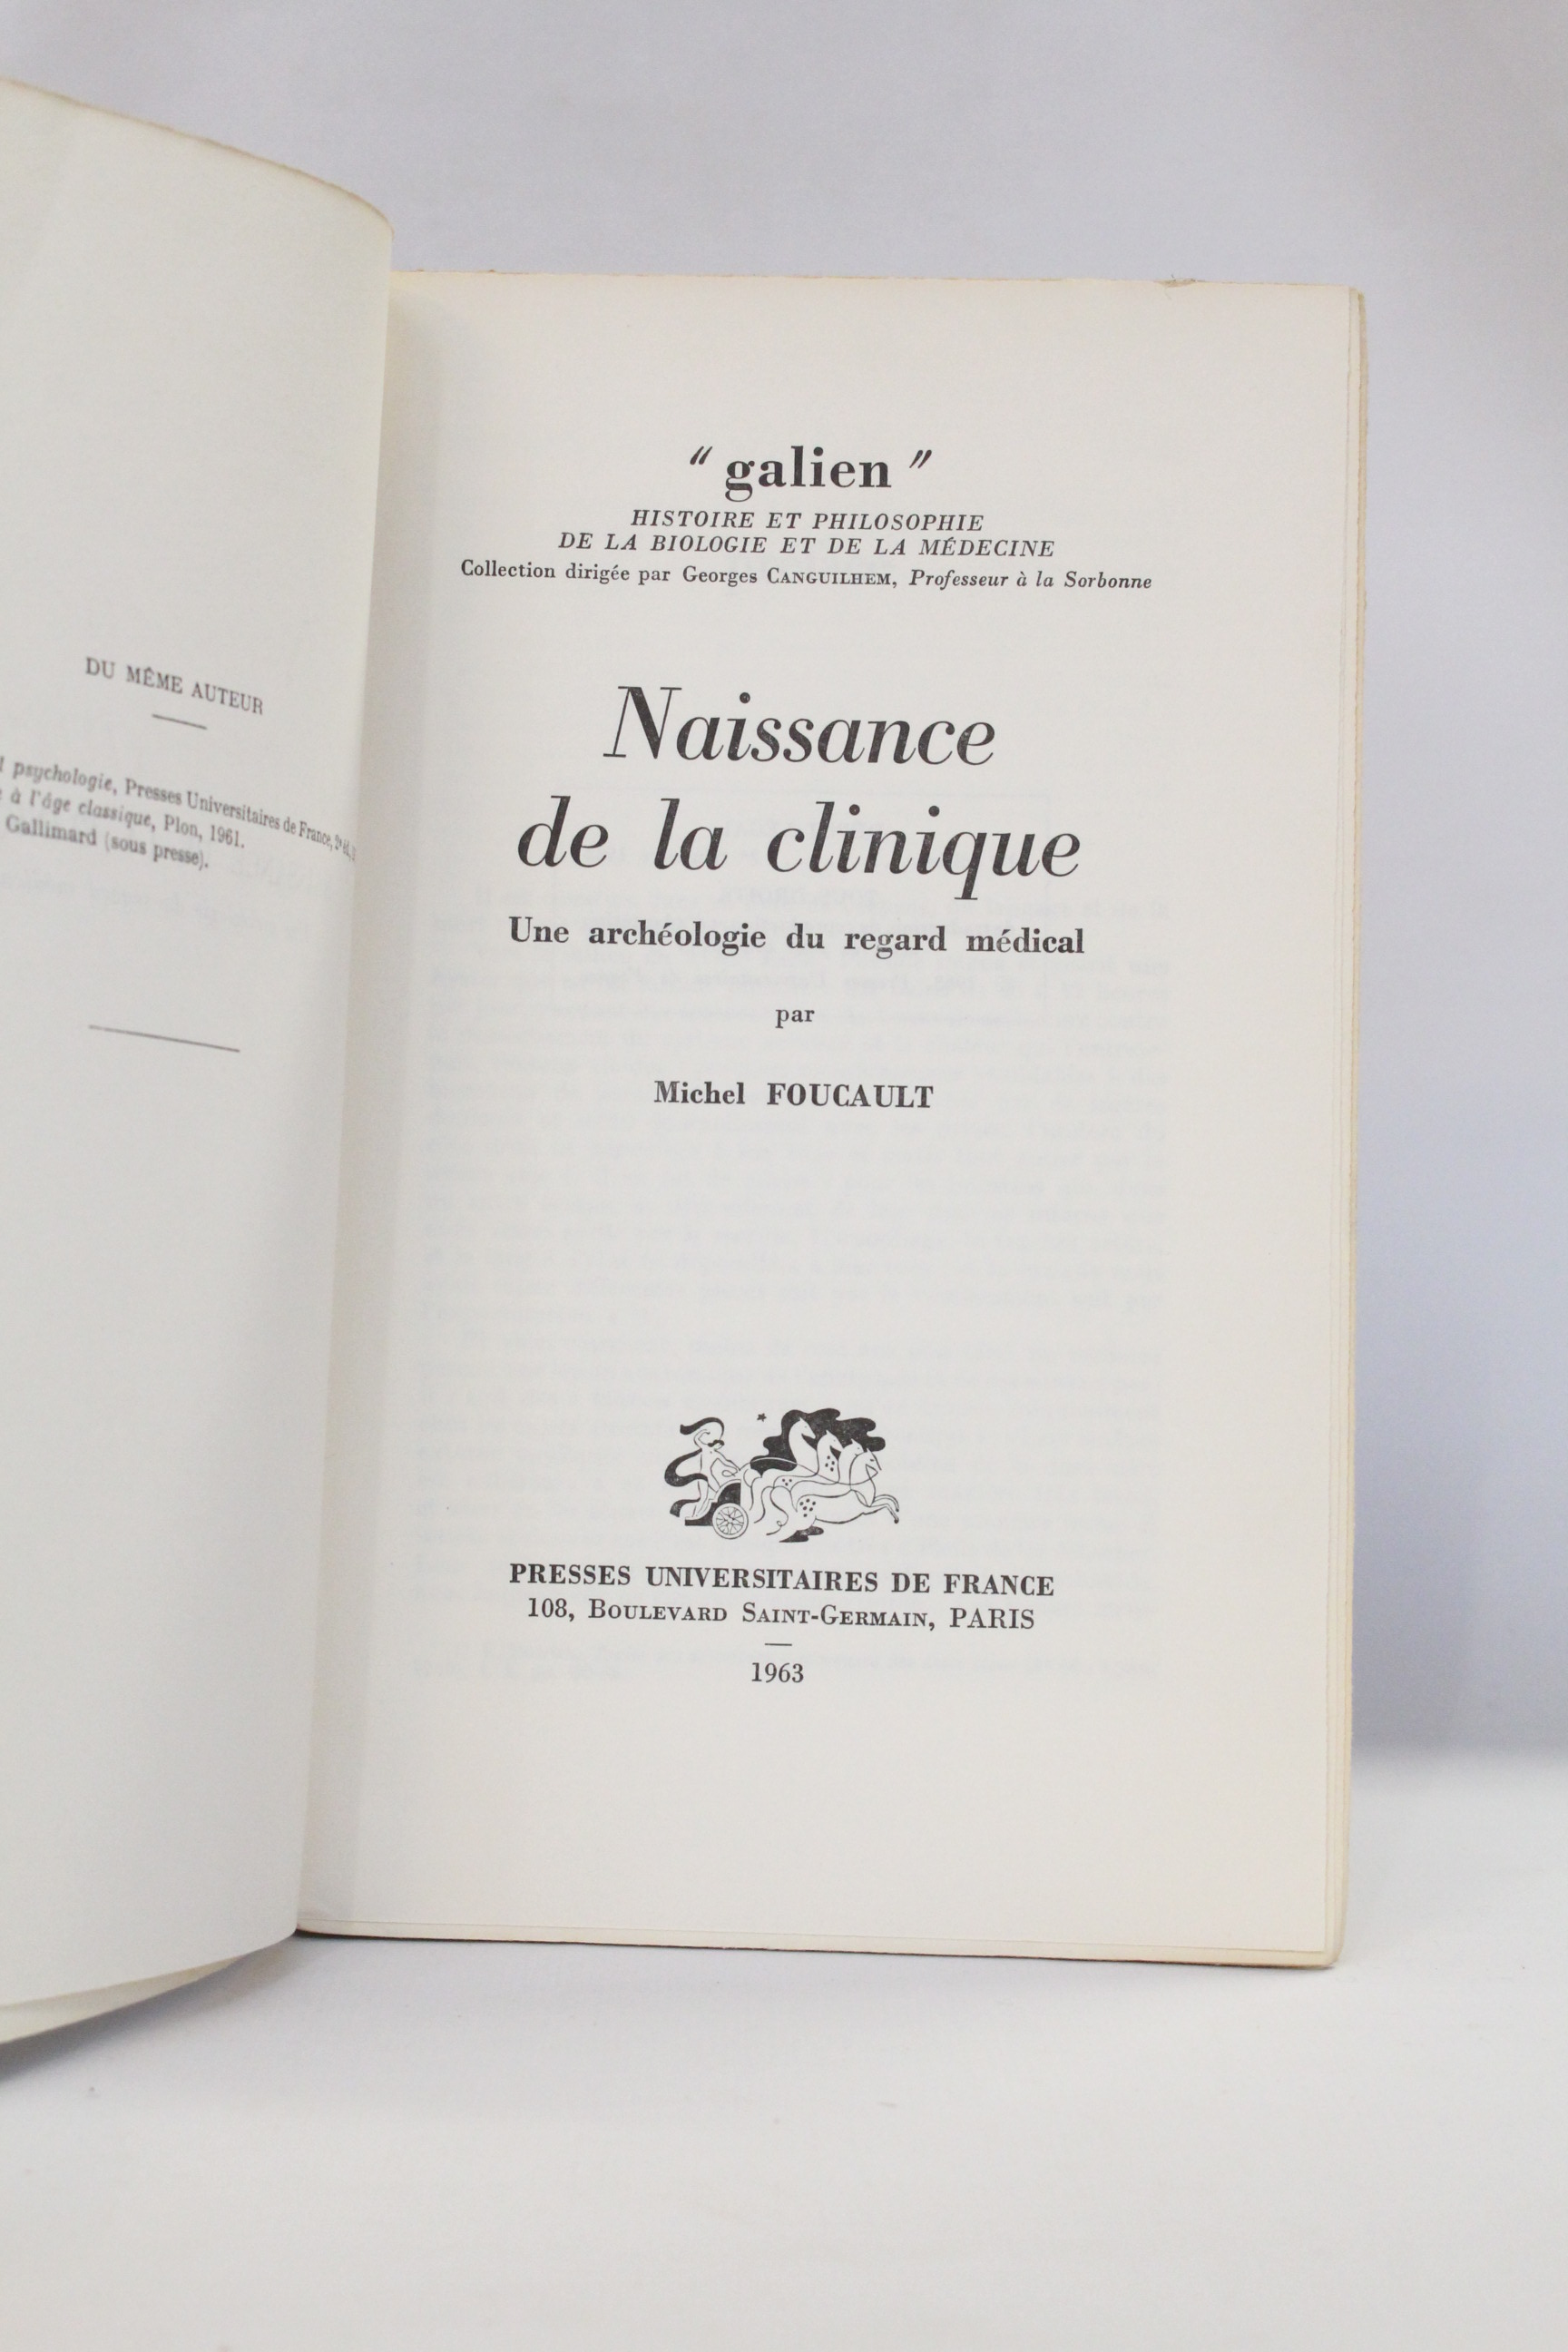 DU MÊME AUTEUR
psychologie, Presses Universitaires de France, 2e éd.
à l'âge classique, Plon, 1961.
Gallimard (sous presse).
“ galien ”
HISTOIRE ET PHILOSOPHIE
DE LA BIOLOGIE ET DE LA MÉDECINE
Collection dirigée par Georges CANGUILHEM, Professeur à la Sorbonne
Naissance
de la clinique
Une archéologie du regard médical
par
Michel FOUCAULT
PRESSES UNIVERSITAIRES DE FRANCE
108, BOULEVARD SAINT-GERMAIN, PARIS
1963